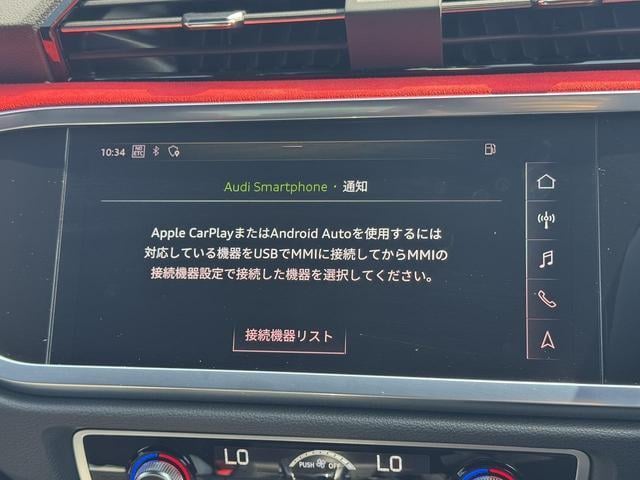 10:34 NO ETC
Audi Smartphone・通知
Apple CarPlayまたはAndroid Autoを使用するには
対応している機器をUSBでMMIに接続してからMMIの
接続機器設定で接続した機器を選択してください。
接続機器リスト
LO PUSH OFF LO